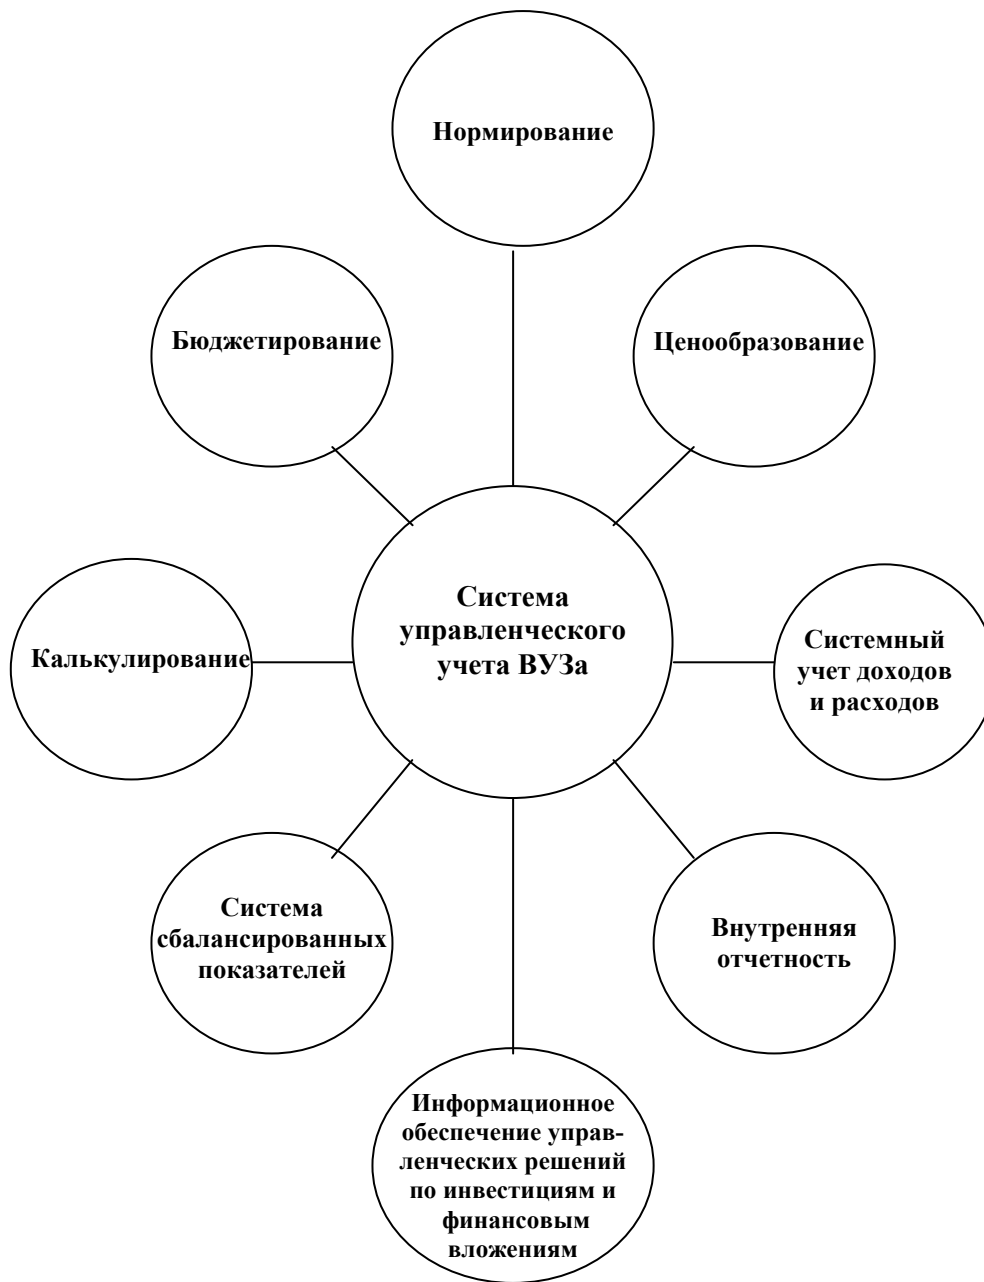 Нормирование
Бюджетирование
Ценообразование
Система
управленческого
учета ВУЗа
Калькулирование
Системный
учет доходов
и расходов
Система
сбалансированных
показателей
Внутренняя
отчетность
Информационное
обеспечение управ-
ленческих решений
по инвестициям и
финансовым
вложениям